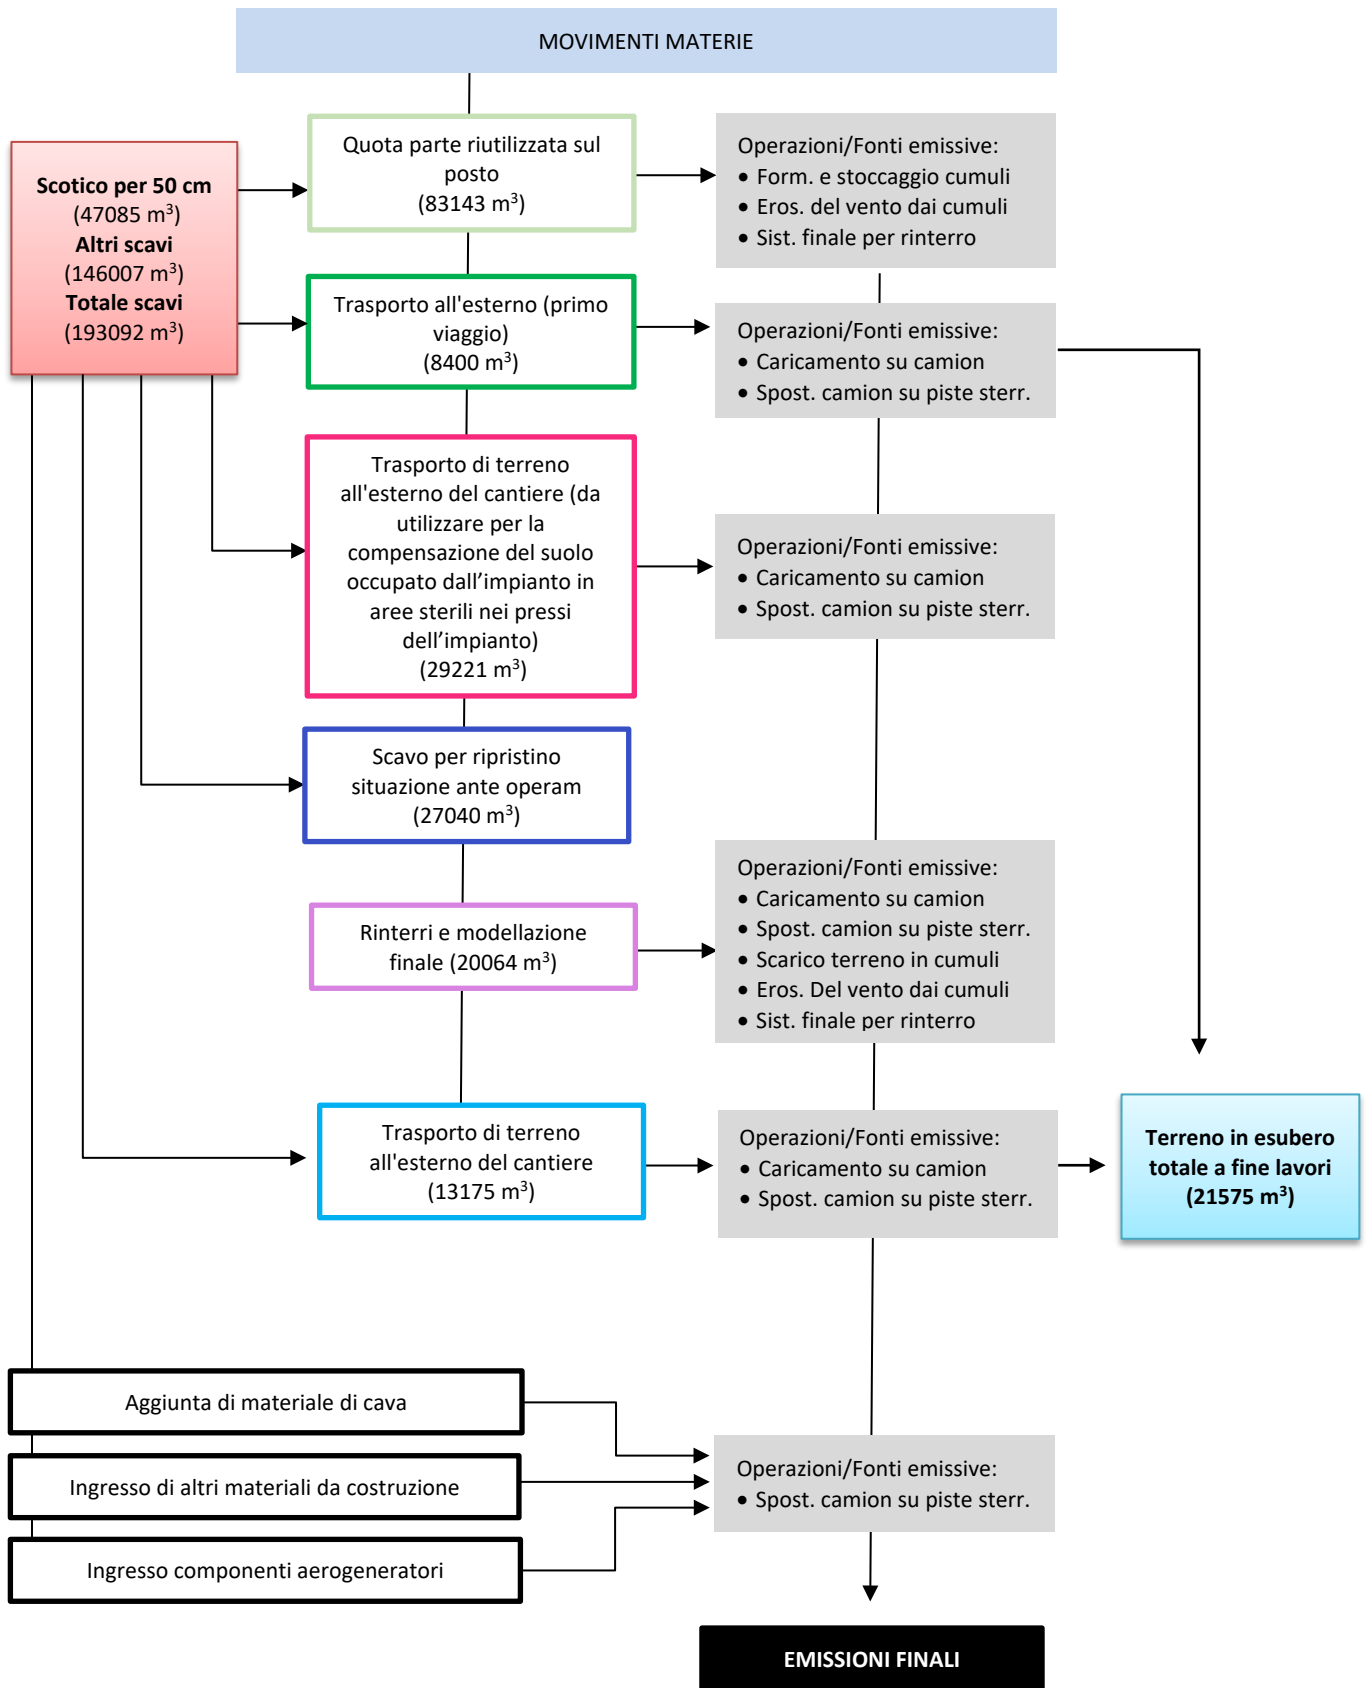 MOVIMENTI MATERIE
Scotico per 50 cm
(47085 m³)
Altri scavi
(146007 m³)
Totale scavi
(193092 m³)
Quota parte riutilizzata sul
posto
(83143 m³)
Operazioni/Fonti emissive:
• Form. e stoccaggio cumuli
• Eros. del vento dai cumuli
• Sist. finale per rinterro
Trasporto all'esterno (primo
viaggio)
(8400 m³)
Operazioni/Fonti emissive:
• Caricamento su camion
• Spost. camion su piste sterr.
Trasporto di terreno
all'esterno del cantiere (da
utilizzare per la
compensazione del suolo
occupato dall’impianto in
aree sterili nei pressi
dell’impianto)
(29221 m³)
Operazioni/Fonti emissive:
• Caricamento su camion
• Spost. camion su piste sterr.
Scavo per ripristino
situazione ante operam
(27040 m³)
Rinterri e modellazione
finale (20064 m³)
Operazioni/Fonti emissive:
• Caricamento su camion
• Spost. camion su piste sterr.
• Scarico terreno in cumuli
• Eros. Del vento dai cumuli
• Sist. finale per rinterro
Trasporto di terreno
all'esterno del cantiere
(13175 m³)
Operazioni/Fonti emissive:
• Caricamento su camion
• Spost. camion su piste sterr.
Terreno in esubero
totale a fine lavori
(21575 m³)
Aggiunta di materiale di cava
Ingresso di altri materiali da costruzione
Ingresso componenti aerogeneratori
Operazioni/Fonti emissive:
• Spost. camion su piste sterr.
EMISSIONI FINALI